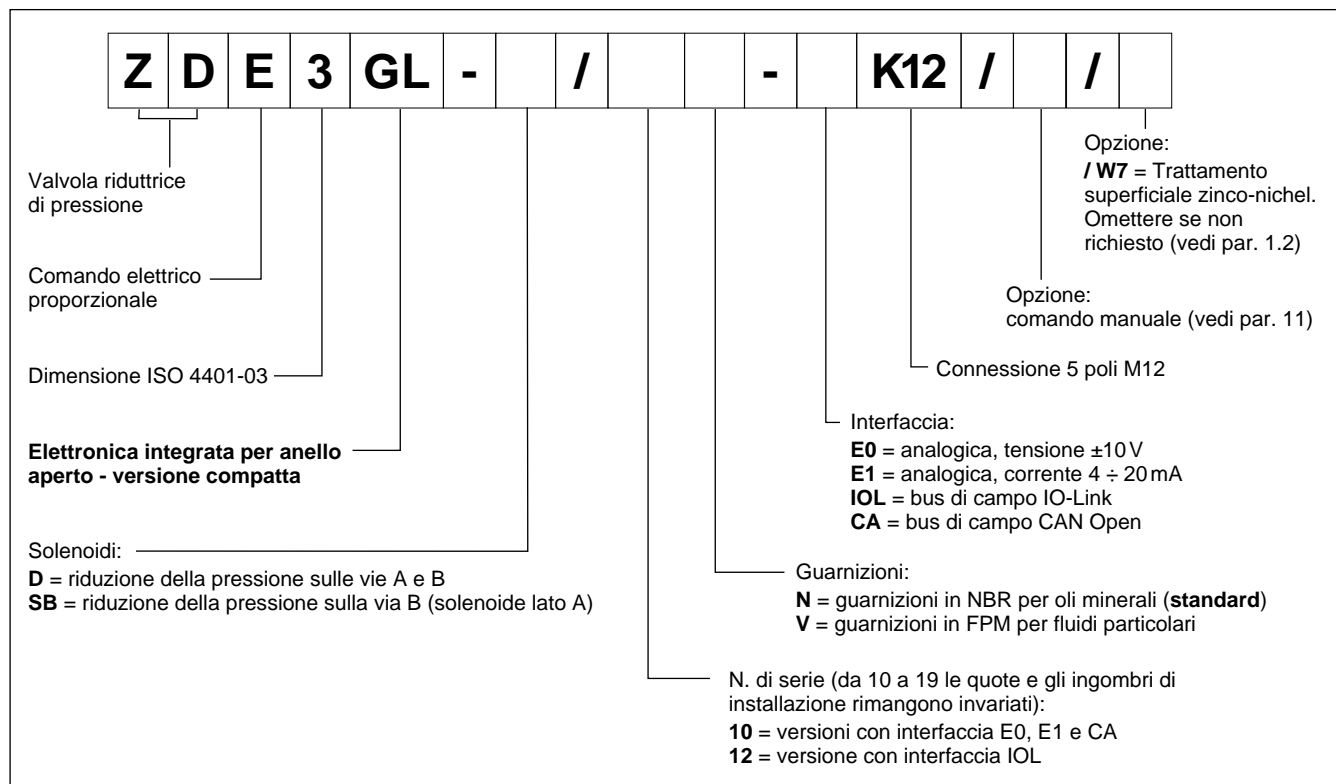 Z D E 3 GL - / - K12 / /
Valvola riduttrice
di pressione
Comando elettrico
proporzionale
Dimensione ISO 4401-03
Elettronica integrata per anello
aperto - versione compatta
Solenoidi:
D = riduzione della pressione sulle vie A e B
SB = riduzione della pressione sulla via B (solenoide lato A)
Opzione:
/ W7 = Trattamento
superficiale zinco-nichel.
Omettere se non
richiesto (vedi par. 1.2)
Opzione:
comando manuale (vedi par. 11)
Connessione 5 poli M12
Interfaccia:
E0 = analogica, tensione ±10 V
E1 = analogica, corrente 4 ÷ 20 mA
IOL = bus di campo IO-Link
CA = bus di campo CAN Open
Guarnizioni:
N = guarnizioni in NBR per oli minerali (standard)
V = guarnizioni in FPM per fluidi particolari
N. di serie (da 10 a 19 le quote e gli ingombri di
installazione rimangono invariati):
10 = versioni con interfaccia E0, E1 e CA
12 = versione con interfaccia IOL